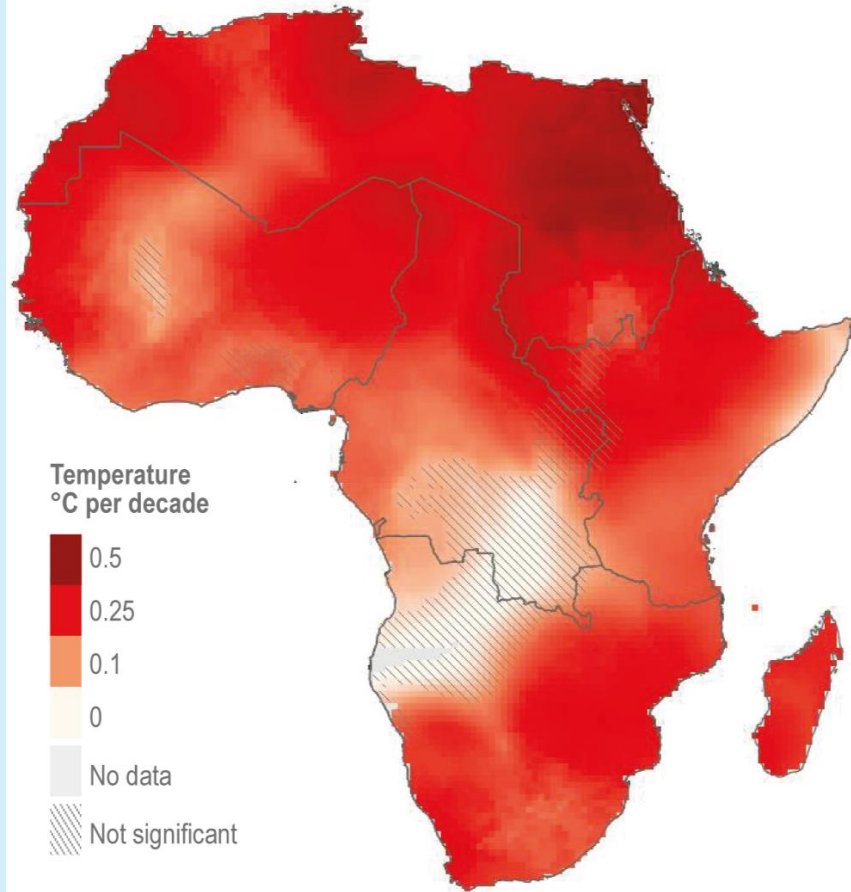 Temperature
°C per decade
0.5
0.25
0.1
0
No data
Not significant